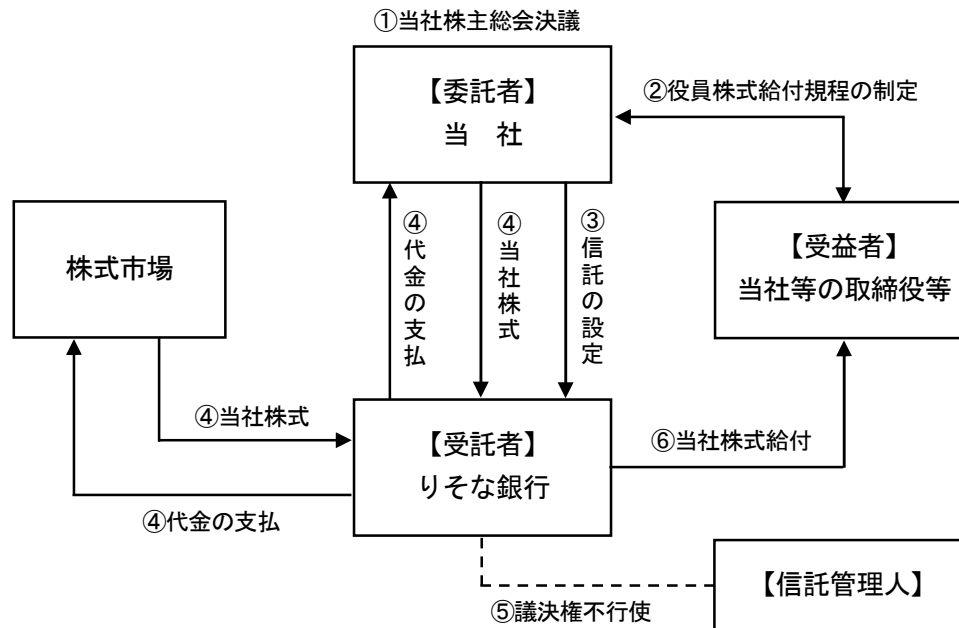 ①当社株主総会決議
【委託者】
当　社
②役員株式給付規程の制定
④代金の支払
④当社株式
③信託の設定
株式市場
【受益者】
当社等の取締役等
④当社株式
【受託者】
りそな銀行
⑥当社株式給付
④代金の支払
【信託管理人】
⑤議決権不行使